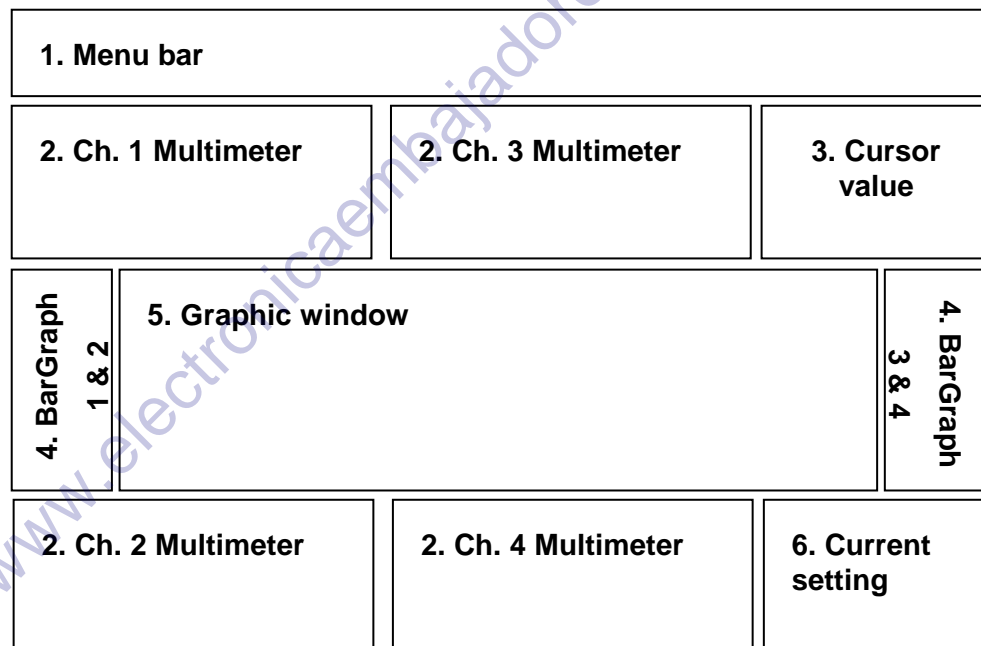 1. Menu bar
2. Ch. 1 Multimeter
2. Ch. 3 Multimeter
3. Cursor
value
4. BarGraph
1 & 2
5. Graphic window
4. BarGraph
3 & 4
2. Ch. 2 Multimeter
2. Ch. 4 Multimeter
6. Current
setting
www.electronicaembajadore